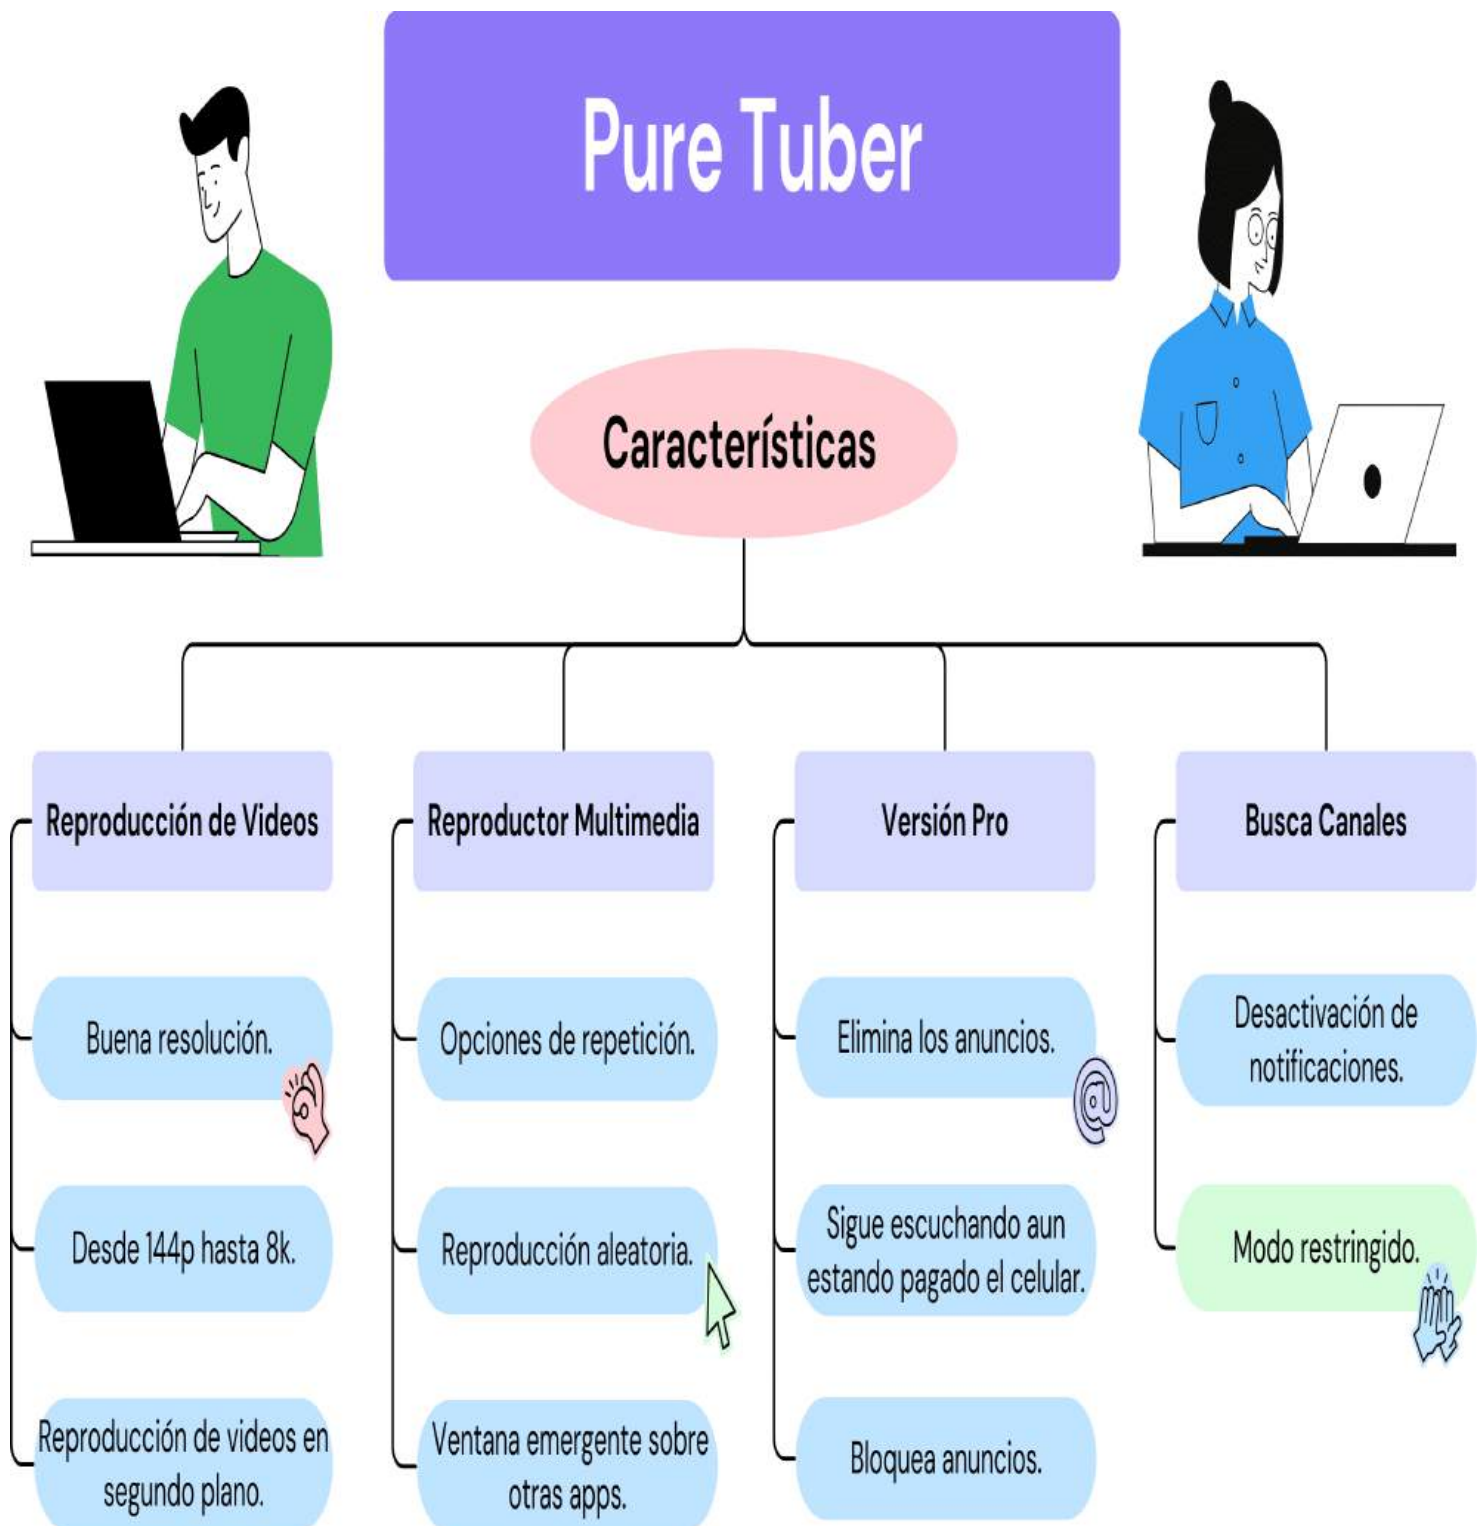 Pure Tuber
Características
Reproducción de Videos
Buena resolución.
Desde 144p hasta 8k.
Reproducción de videos en
segundo plano.
Reproductor Multimedia
Opciones de repetición.
Reproducción aleatoria.
Ventana emergente sobre
otras apps.
Versión Pro
Elimina los anuncios.
Sigue escuchando aun
estando pagado el celular.
Bloquea anuncios.
Busca Canales
Desactivación de
notificaciones.
Modo restringido.